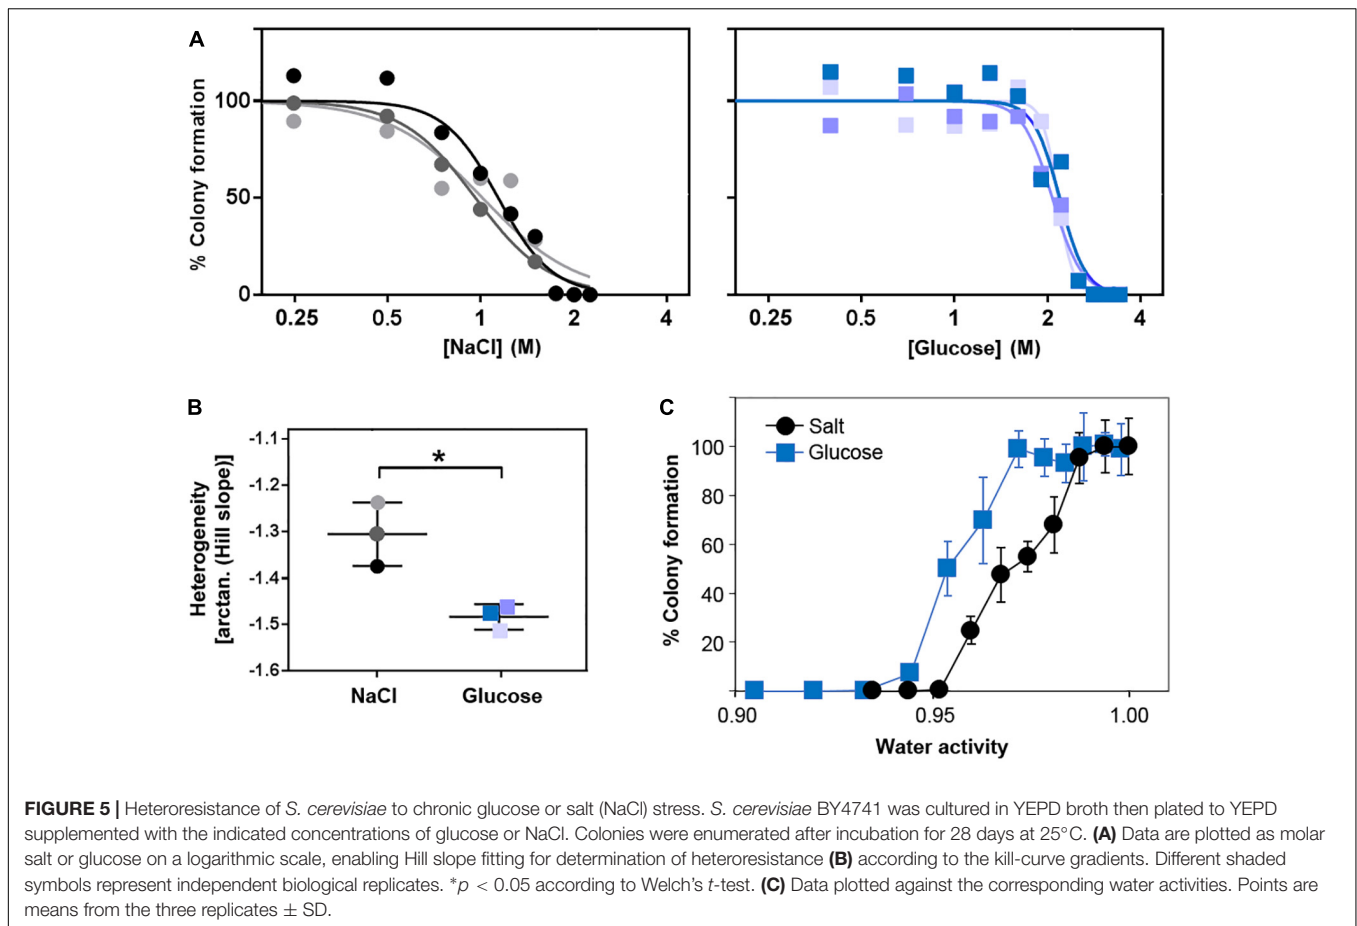 A
% Colony formation
100
50
0
0.25 0.5 1 2 4
[NaCl] (M)
0.25 0.5 1 2 4
[Glucose] (M)
B
Heterogeneity
[arctan. (Hill slope)]
-1.1
-1.2
-1.3
-1.4
-1.5
-1.6
*
NaCl Glucose
C
% Colony formation
100
80
60
40
20
Salt
Glucose
0.90 0.95 1.00
Water activity
FIGURE 5 | Heteroresistance of S. cerevisiae to chronic glucose or salt (NaCl) stress. S. cerevisiae BY4741 was cultured in YEPD broth then plated to YEPD
supplemented with the indicated concentrations of glucose or NaCl. Colonies were enumerated after incubation for 28 days at 25°C. (A) Data are plotted as molar
salt or glucose on a logarithmic scale, enabling Hill slope fitting for determination of heteroresistance (B) according to the kill-curve gradients. Different shaded
symbols represent independent biological replicates. *p < 0.05 according to Welch's t-test. (C) Data plotted against the corresponding water activities. Points are
means from the three replicates ± SD.